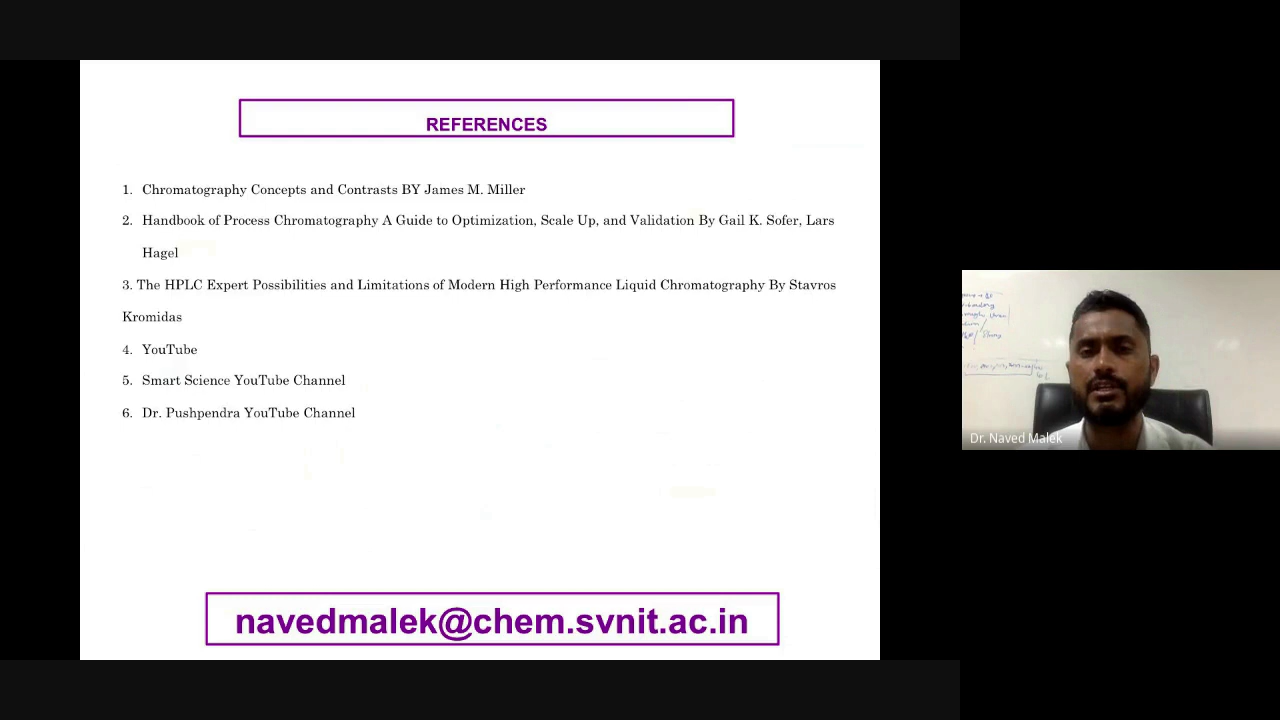 REFERENCES
1. Chromatography Concepts and Contrasts BY James M. Miller
2. Handbook of Process Chromatography A Guide to Optimization, Scale Up, and Validation By Gail K. Sofer, Lars
Hagel
3. The HPLC Expert Possibilities and Limitations of Modern High Performance Liquid Chromatography By Stavros
Kromidas
4. YouTube
5. Smart Science YouTube Channel
6. Dr. Pushpendra YouTube Channel
navedmalek@chem.svnit.ac.in
Strong
Dr. Naved Malek